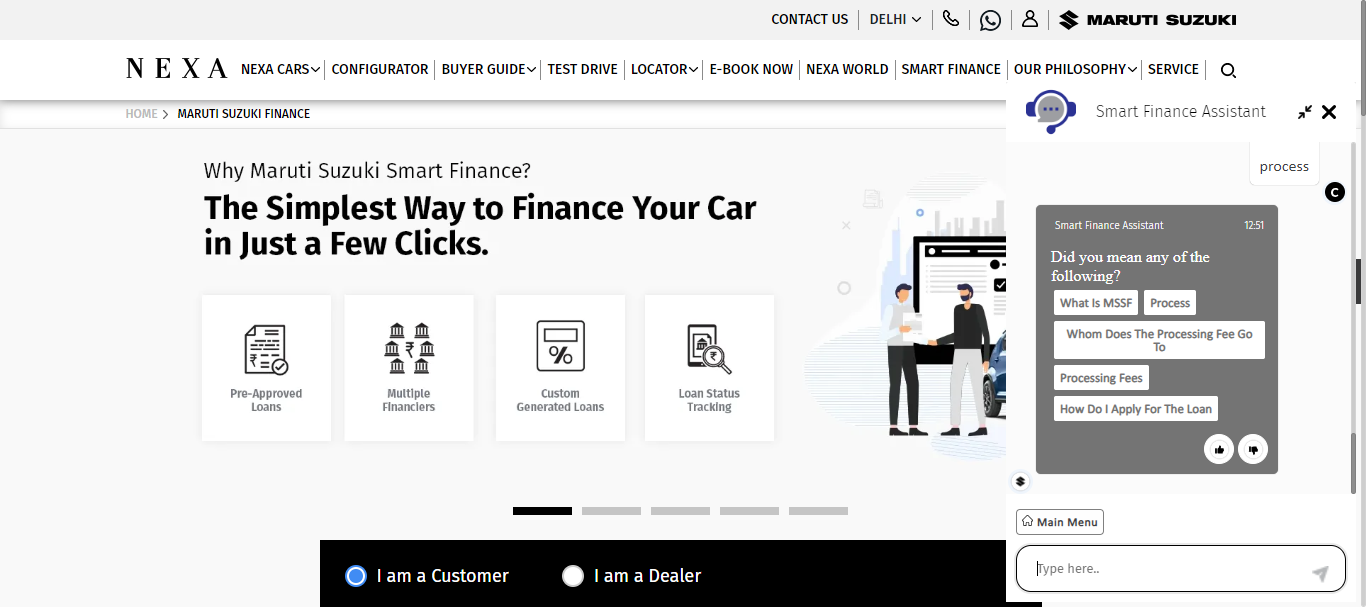 CONTACT US
DELHI
MARUTI SUZUKI
NEXA
NEXA CARS
CONFIGURATOR
BUYER GUIDE
TEST DRIVE
LOCATOR
E-BOOK NOW
NEXA WORLD
SMART FINANCE
OUR PHILOSOPHY
SERVICE
HOME
MARUTI SUZUKI FINANCE
Why Maruti Suzuki Smart Finance?
The Simplest Way to Finance Your Car
in Just a Few Clicks.
Pre-Approved
Loans
Multiple
Financiers
Custom
Generated Loans
Loan Status
Tracking
I am a Customer
I am a Dealer
Smart Finance Assistant
process
C
Smart Finance Assistant
12:51
Did you mean any of the
following?
What Is MSSF
Process
Whom Does The Processing Fee Go
To
Processing Fees
How Do I Apply For The Loan
Main Menu
Type here..